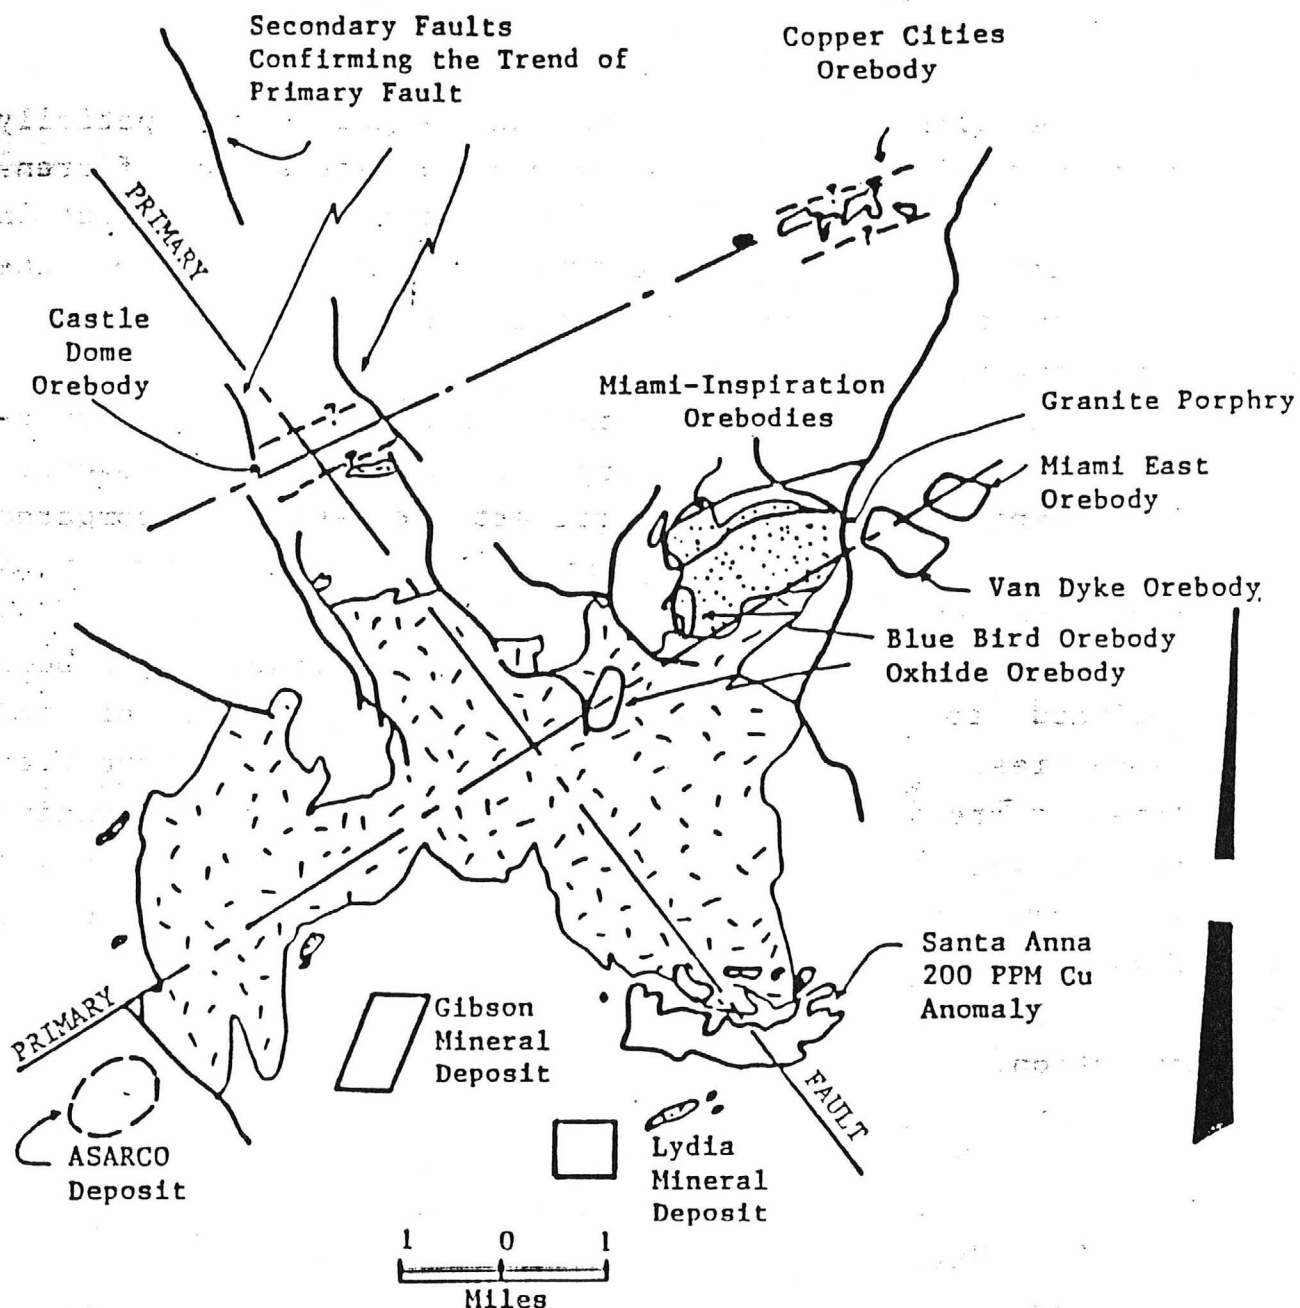 Secondary Faults
Confirming the Trend of
Primary Fault
Copper Cities
Orebody
PRIMARY
Castle
Dome
Orebody
?
Miami-Inspiration
Orebodies
Granite Porphry
Miami East
Orebody
Van Dyke Orebody
Blue Bird Orebody
Oxhide Orebody
Santa Anna
200 PPM Cu
Anomaly
PRIMARY
Gibson
Mineral
Deposit
FAULT
ASARCO
Deposit
Lydia
Mineral
Deposit
1 0 1
Miles